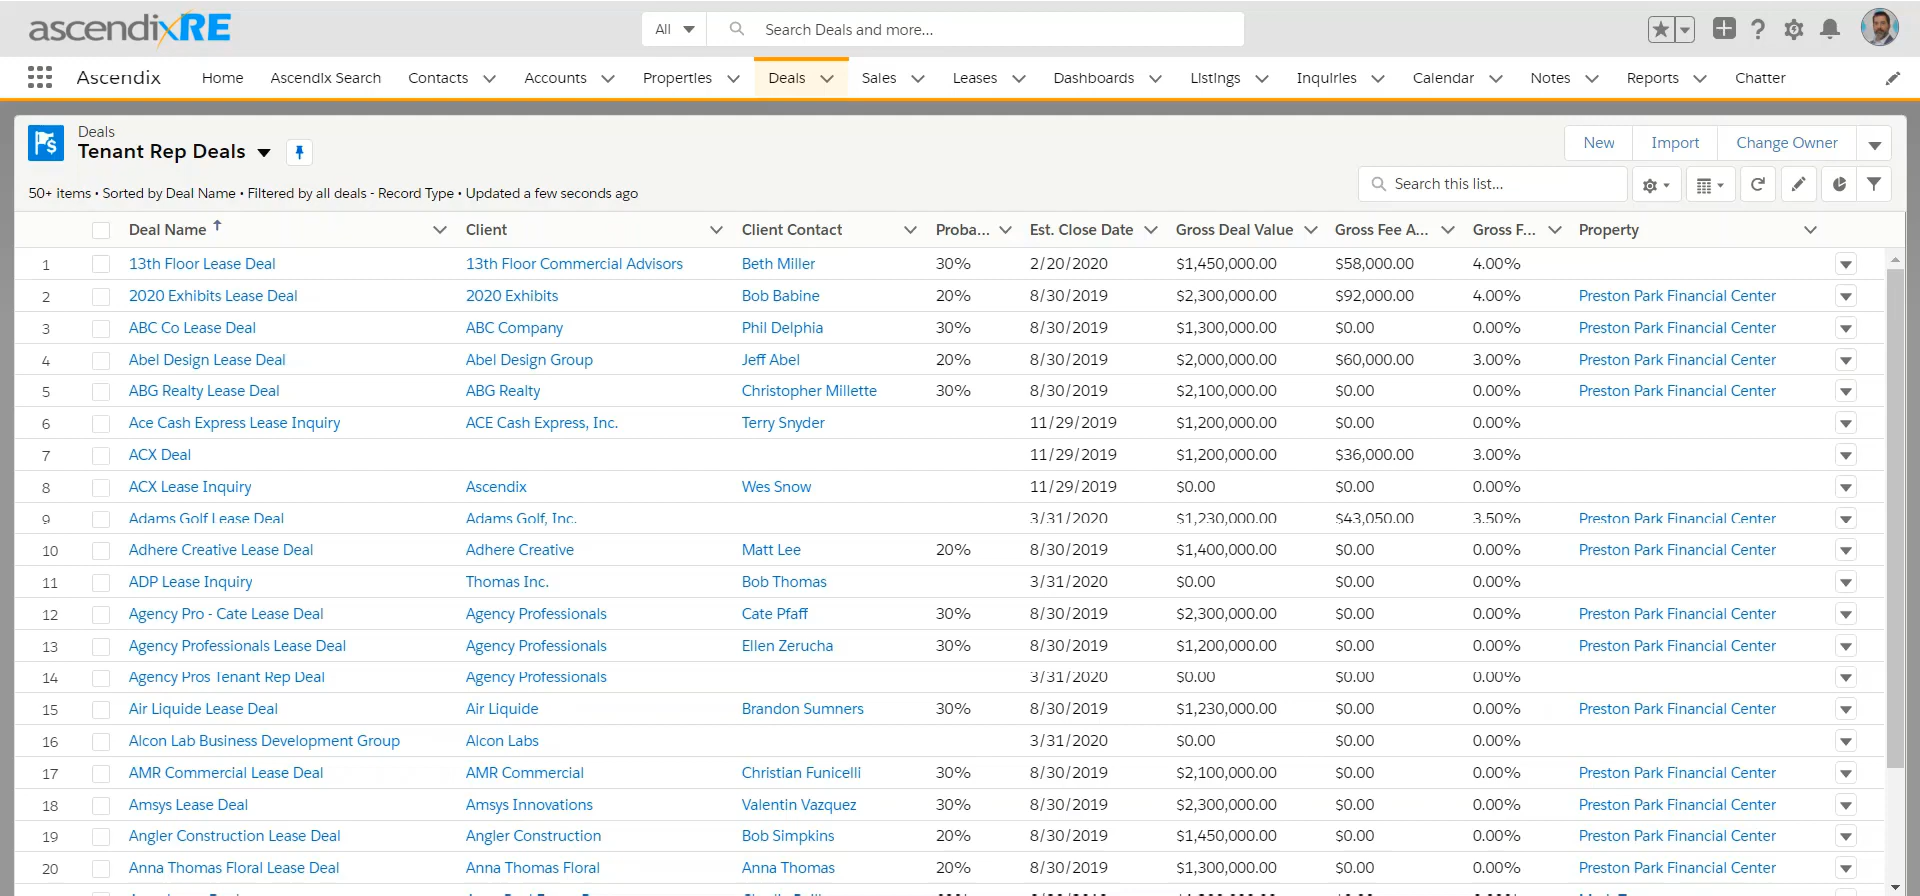 ascendixRE
All
Search Deals and more...
Ascendix Home Ascendix Search Contacts Accounts Properties Deals Sales Leases Dashboards Listings Inquiries Calendar Notes Reports Chatter
Deals
Tenant Rep Deals
New Import Change Owner
50+ items • Sorted by Deal Name • Filtered by all deals - Record Type • Updated a few seconds ago
Search this list...
Deal Name ↑ Client Client Contact Proba... Est. Close Date Gross Deal Value Gross Fee A... Gross F... Property
1 13th Floor Lease Deal 13th Floor Commercial Advisors Beth Miller 30% 2/20/2020 $1,450,000.00 $58,000.00 4.00%
2 2020 Exhibits Lease Deal 2020 Exhibits Bob Babine 20% 8/30/2019 $2,300,000.00 $92,000.00 4.00% Preston Park Financial Center
3 ABC Co Lease Deal ABC Company Phil Delphia 30% 8/30/2019 $1,300,000.00 $0.00 0.00% Preston Park Financial Center
4 Abel Design Lease Deal Abel Design Group Jeff Abel 20% 8/30/2019 $2,000,000.00 $60,000.00 3.00% Preston Park Financial Center
5 ABG Realty Lease Deal ABG Realty Christopher Millette 30% 8/30/2019 $2,100,000.00 $0.00 0.00% Preston Park Financial Center
6 Ace Cash Express Lease Inquiry ACE Cash Express, Inc. Terry Snyder 11/29/2019 $1,200,000.00 $0.00 0.00%
7 ACX Deal 11/29/2019 $1,200,000.00 $36,000.00 3.00%
8 ACX Lease Inquiry Ascendix Wes Snow 11/29/2019 $0.00 $0.00 0.00%
9 Adams Golf Lease Deal Adams Golf, Inc. 3/31/2020 $1,230,000.00 $43,050.00 3.50% Preston Park Financial Center
10 Adhere Creative Lease Deal Adhere Creative Matt Lee 20% 8/30/2019 $1,400,000.00 $0.00 0.00% Preston Park Financial Center
11 ADP Lease Inquiry Thomas Inc. Bob Thomas 3/31/2020 $0.00 $0.00 0.00%
12 Agency Pro - Cate Lease Deal Agency Professionals Cate Pfaff 30% 8/30/2019 $2,300,000.00 $0.00 0.00% Preston Park Financial Center
13 Agency Professionals Lease Deal Agency Professionals Ellen Zerucha 30% 8/30/2019 $1,200,000.00 $0.00 0.00% Preston Park Financial Center
14 Agency Pros Tenant Rep Deal Agency Professionals 3/31/2020 $0.00 $0.00 0.00%
15 Air Liquide Lease Deal Air Liquide Brandon Sumners 30% 8/30/2019 $1,230,000.00 $0.00 0.00% Preston Park Financial Center
16 Alcon Lab Business Development Group Alcon Labs 3/31/2020 $0.00 $0.00 0.00%
17 AMR Commercial Lease Deal AMR Commercial Christian Funicelli 30% 8/30/2019 $2,100,000.00 $0.00 0.00% Preston Park Financial Center
18 Amsys Lease Deal Amsys Innovations Valentin Vazquez 30% 8/30/2019 $2,300,000.00 $0.00 0.00% Preston Park Financial Center
19 Angler Construction Lease Deal Angler Construction Bob Simpkins 20% 8/30/2019 $1,450,000.00 $0.00 0.00% Preston Park Financial Center
20 Anna Thomas Floral Lease Deal Anna Thomas Floral Anna Thomas 20% 8/30/2019 $1,300,000.00 $0.00 0.00% Preston Park Financial Center